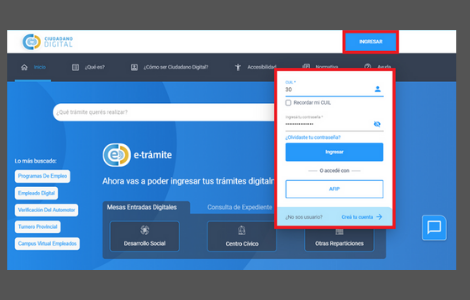 CIUDADANO
DIGITAL
INGRESAR
Inicio
¿Qué es?
¿Cómo ser Ciudadano Digital?
Accesibilidad
Normativa
Ayuda
CUIL *
30
Recordar mi CUIL
¿Qué trámite querés realizar?
Ingresá tu contraseña *
¿Olvidaste tu contraseña?
Ingresar
O accedé con
AFIP
¿No sos usuario?
Creá tu cuenta
e-trámite
Lo más buscado:
Programas De Empleo
Empleado Digital
Verificación Del Automotor
Turnero Provincial
Campus Virtual Empleados
Ahora vas a poder ingresar tus trámites
Mesas Entradas Digitales
Consulta de Expediente
Desarrollo Social
Centro Cívico
Otras Reparticiones